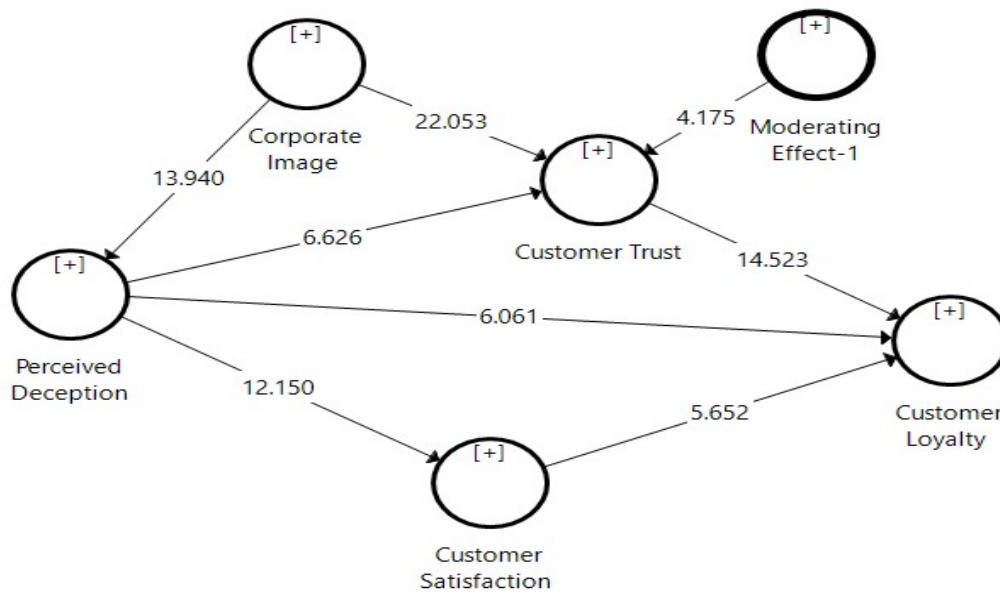 [+]
Corporate
Image
[+]
Moderating
Effect-1
22.053
4.175
13.940
[+]
Customer Trust
6.626
14.523
[+]
Perceived
Deception
6.061
[+]
Customer
Loyalty
12.150
5.652
[+]
Customer
Satisfaction